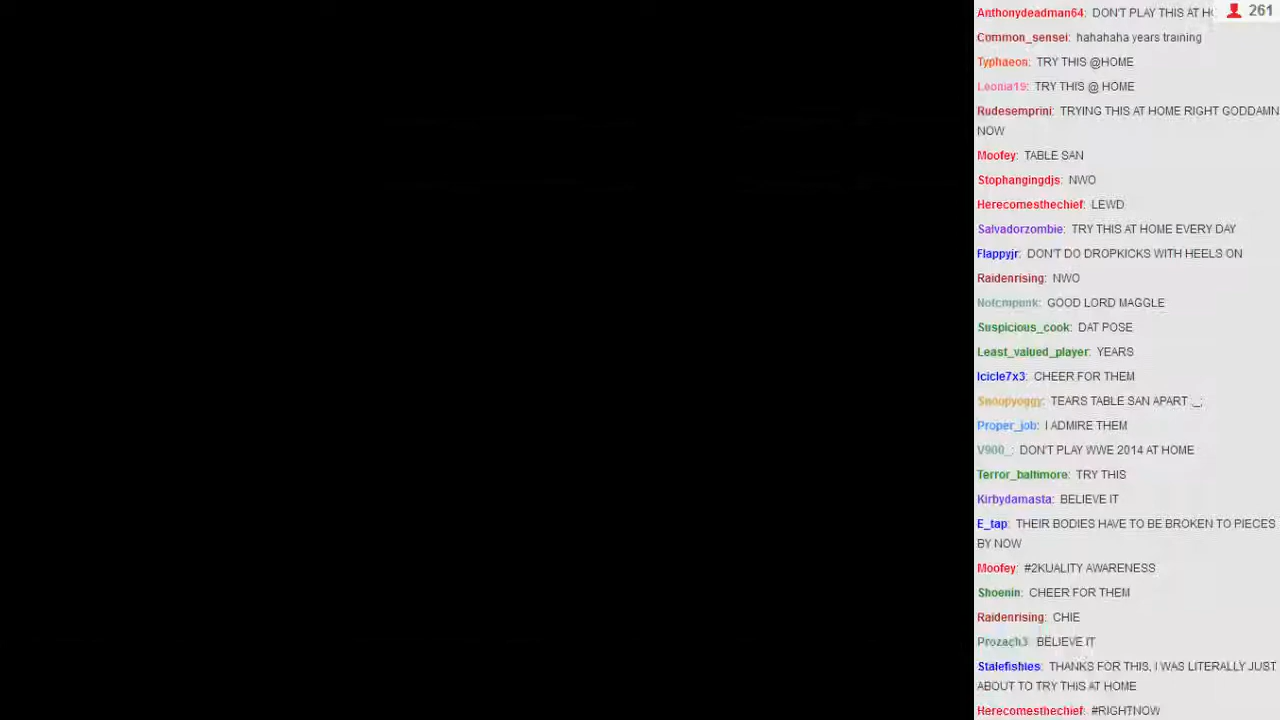 Anthonydeadman64: DON'T PLAY THIS AT
261
Common_sensei: hahahaha years training
Typhaeon: TRY THIS @HOME
Leonia19: TRY THIS @ HOME
Rudesemprini: TRYING THIS AT HOME RIGHT GODDAMN
NOW
Moofey: TABLE SAN
Stophangingdjs: NWO
Herecomesthechief: LEWD
Salvadorzombie: TRY THIS AT HOME EVERY DAY
Flappyjr: DON'T DO DROPKICKS WITH HEELS ON
Raidenrising: NWO
Notcmpunk: GOOD LORD MAGGLE
Suspicious_cook: DAT POSE
Least_valued_player: YEARS
Icicle7x3: CHEER FOR THEM
Snoupyoggy: TEARS TABLE SAN APART ;_;
Proper_job: I ADMIRE THEM
V900_: DON'T PLAY WWE 2014 AT HOME
Terror_baltimore: TRY THIS
Kirbydamasta: BELIEVE IT
E_tap: THEIR BODIES HAVE TO BE BROKEN TO PIECES
BY NOW
Moofey: #2KUALITY AWARENESS
Shoenin: CHEER FOR THEM
Raidenrising: CHIE
Prozach3: BELIEVE IT
Stalefishies: THANKS FOR THIS, I WAS LITERALLY JUST
ABOUT TO TRY THIS AT HOME
Herecomesthechief: #RIGHTNOW